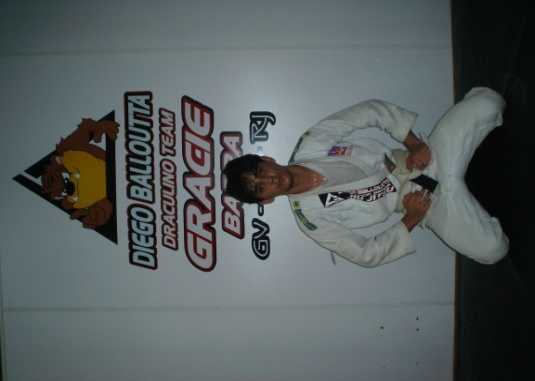 DIEGO BALLOUTTA
DRACULINO TEAM
GRACIE
BARRA
GV - RJ